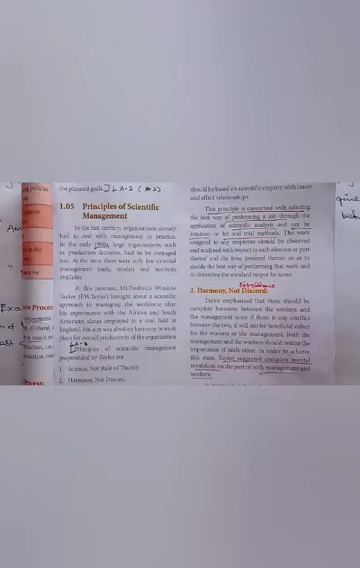 the planned goals.
1.05 Principles of Scientific
Management
In the last century, organizations already
had to deal with management in practice.
In the early 1900s, large organizations, such
as production factories, had to be managed
too. At the time there were only few external
management tools, models and methods
available.
At this juncture, Mr.Fredrick Winslow
Taylor (F.W.Taylor) brought about a scientific
approach to managing the workforce after
his experiments with the African and South
American slaves employed in a coal field in
England. His aim was absolute harmony in work
place for overall productivity of the organisation
Principles of scientific management
propounded by Taylor are:
1. Science, Not Rule of Thumb
2. Harmony, Not Discord
should be based on scientific enquiry with cause
and effect relationships.
This principle is concerned with selecting
the best way of performing a job through the
application of scientific analysis and not by
intuition or hit and trial methods. The work
assigned to any employee should be observed
and analysed with respect to each element or part
thereof and the time involved therein so as to
decide the best way of performing that work and
to determine the standard output for same.
2. Harmony, Not Discord:
Taylor emphasized that there should be
complete harmony between the workers and
the management since if there is any conflict
between the two, it will not be beneficial either
for the workers or the management. Both the
management and the workers should realize the
importance of each other. In order to achieve
this state, Taylor suggested complete mental
revolution on the part of both management and
workers.